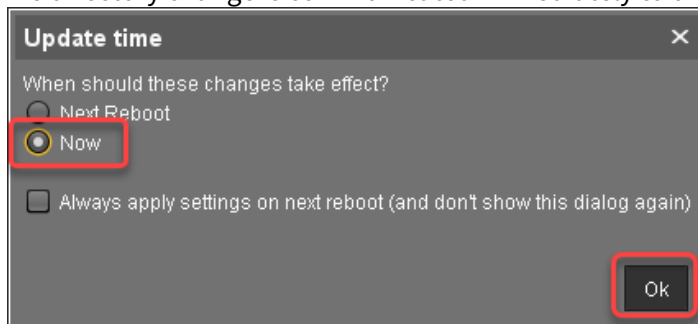 Update time
When should these changes take effect?
Next Reboot
Now
Always apply settings on next reboot (and don't show this dialog again)
Ok